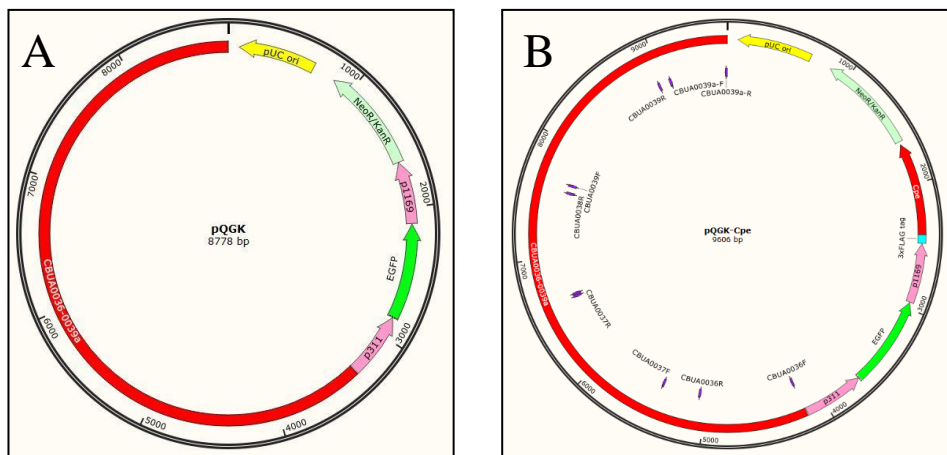 A
pUC ori
1000
NeoR/KanR
p1169
2000
EGFP
3000
p311
4000
5000
6000
7000
8000
CBUA0036-0039a
pQGK
8778 bp
B
pUC ori
1000
NeoR/KanR
2000
Cpe
3xFLAG tag
p1169
3000
EGFP
4000
p311
5000
6000
7000
8000
9000
CBUA0036-0039a
CBUA0039R
CBUA0039a-F
CBUA0039a-R
CBUA0039F
CBUA0038R
CBUA0037R
CBUA0037F
CBUA0036R
CBUA0036F
pQGK-Cpe
9606 bp